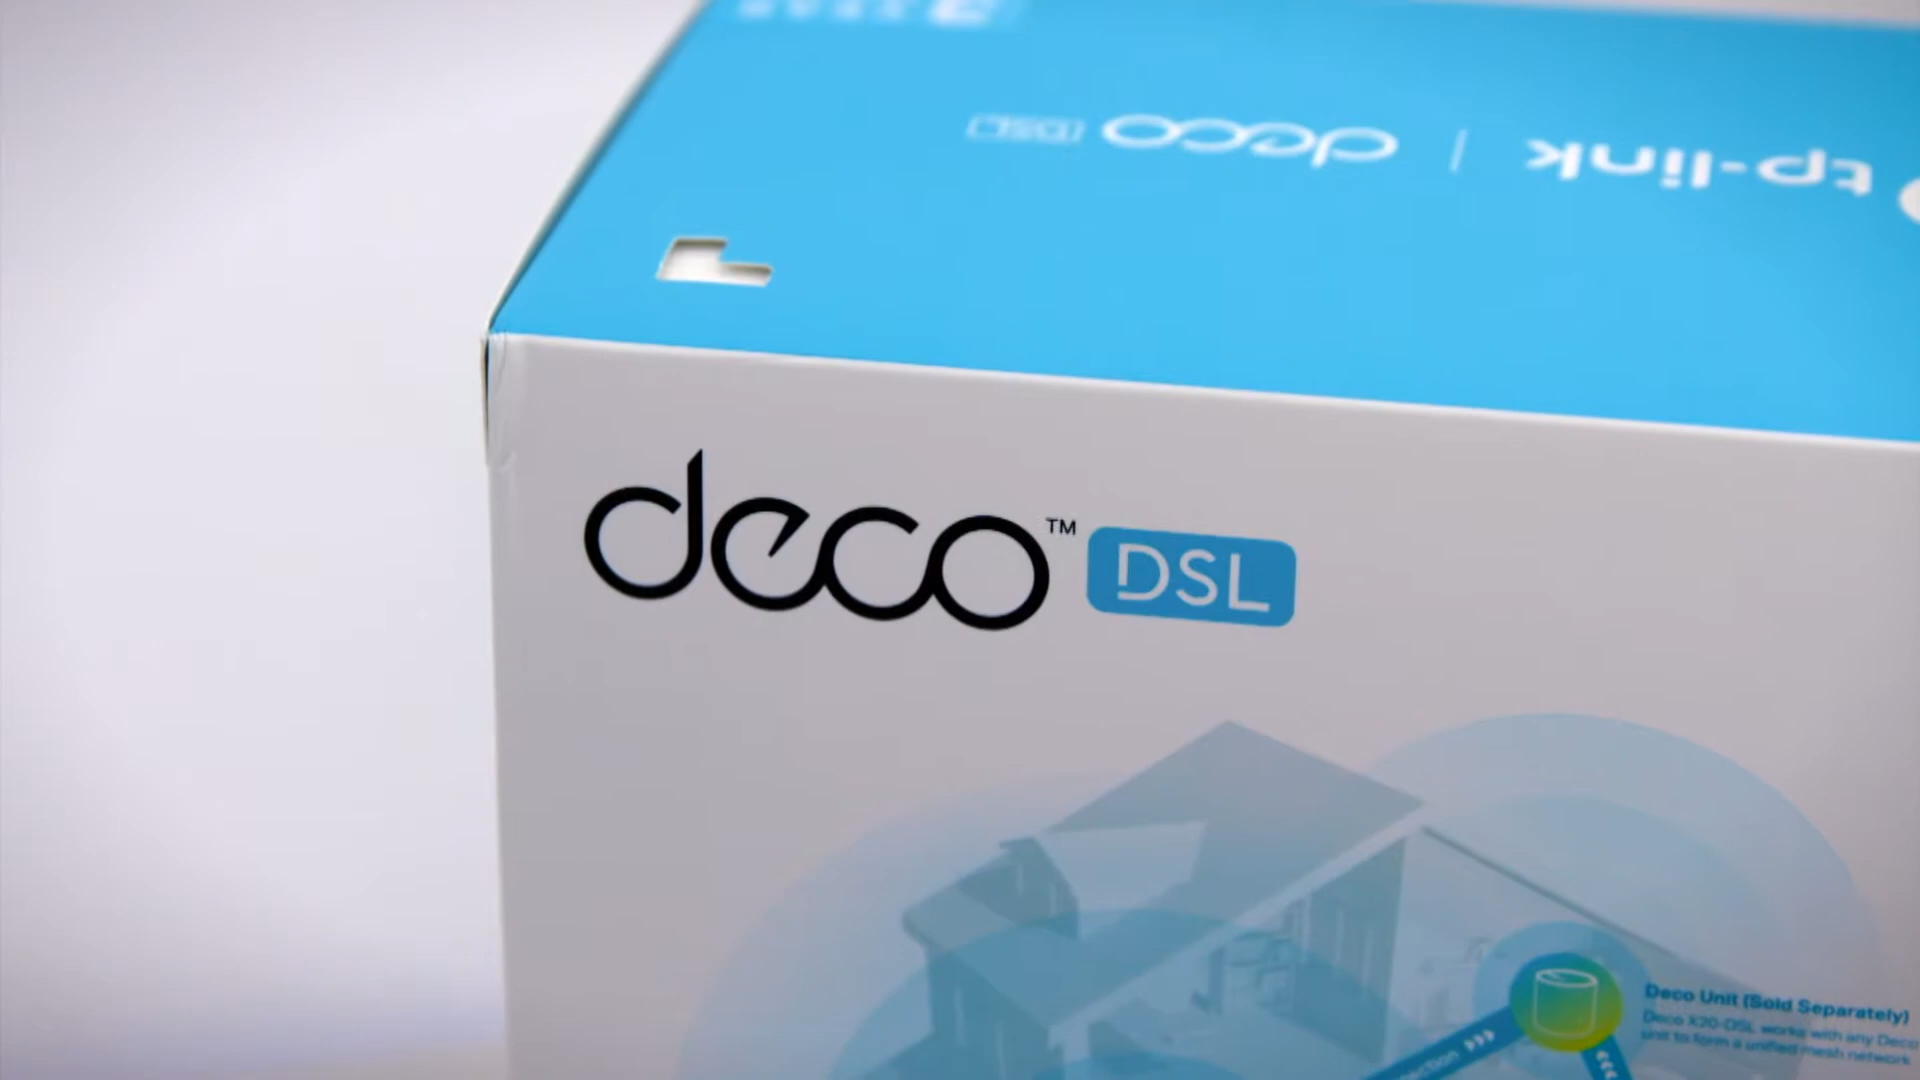 tp-link | deco DSL
deco™ DSL
Deco Unit (Sold Separately)
Deco X20-DSL works with any Deco
unit to form a unified mesh network